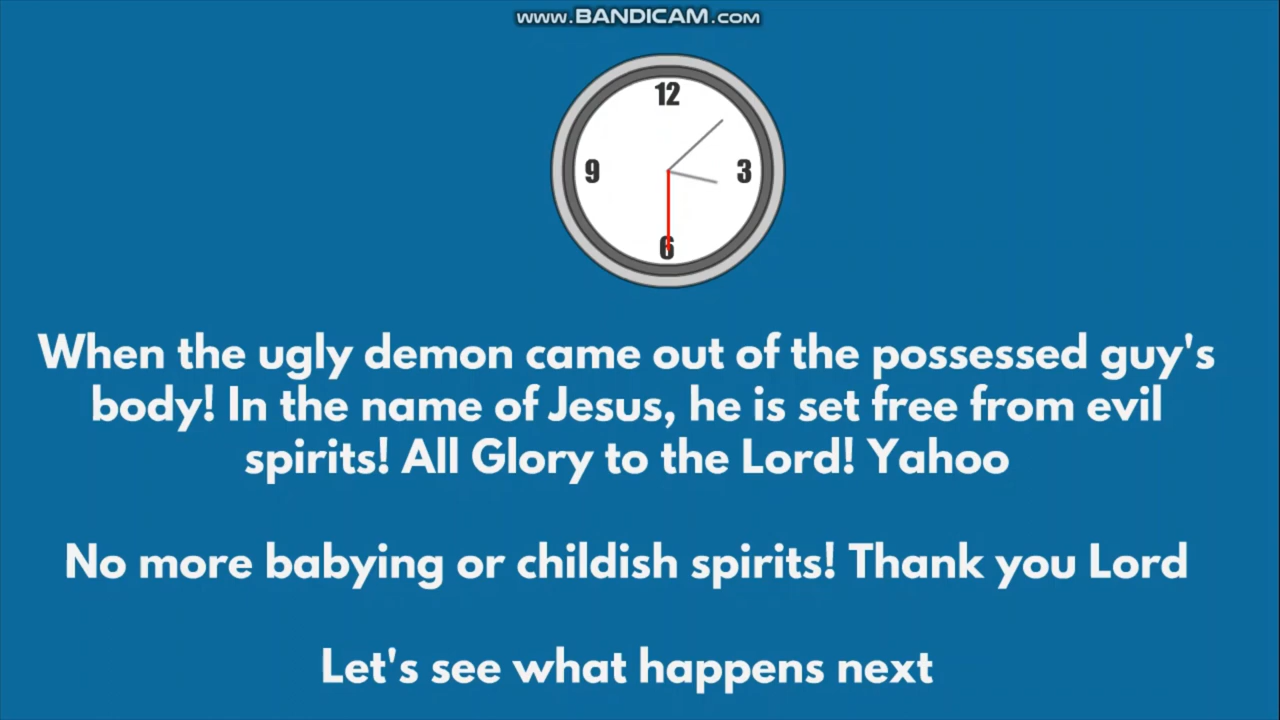 www.BANDICAM.com
12
9
3
6
When the ugly demon came out of the possessed guy's
body! In the name of Jesus, he is set free from evil
spirits! All Glory to the Lord! Yahoo
No more babying or childish spirits! Thank you Lord
Let's see what happens next